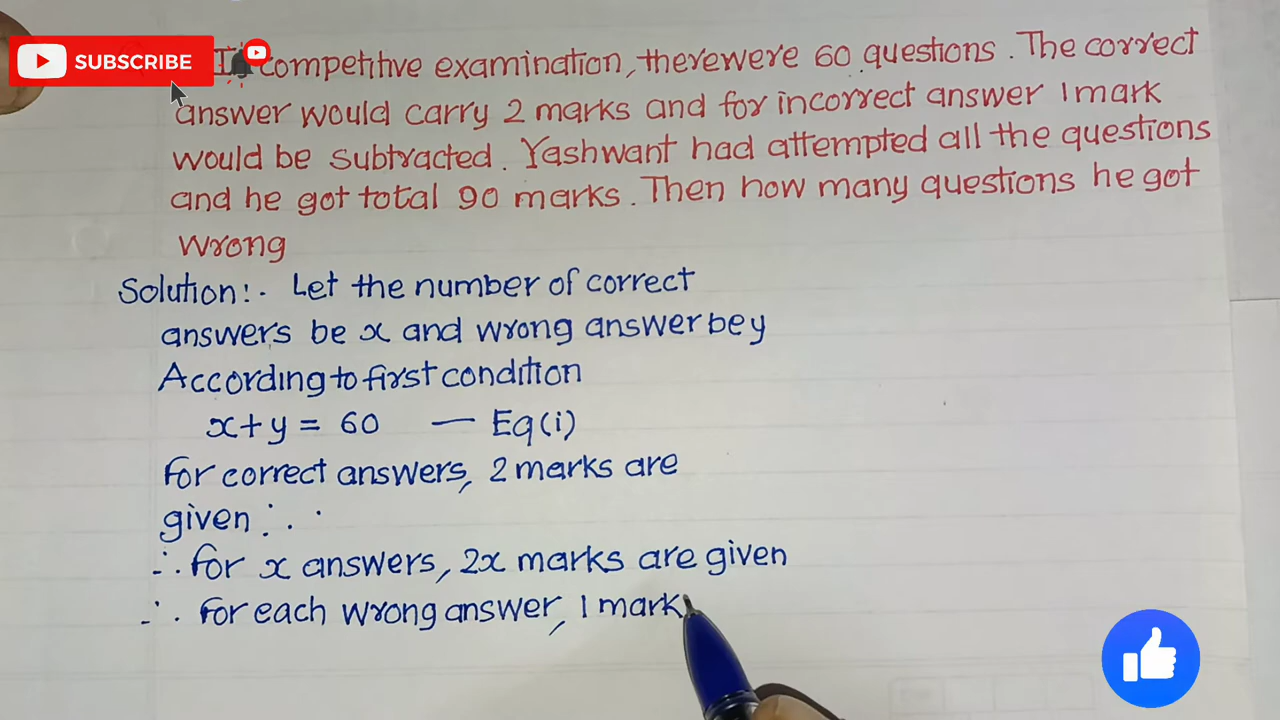 SUBSCRIBE
competitive examination, there were 60 questions. The correct
answer would carry 2 marks and for incorrect answer 1 mark
would be subtracted. Yashwant had attempted all the questions
and he got total 90 marks. Then how many questions he got
wrong
Solution:- Let the number of correct
answers be x and wrong answer be y
According to first condition
x+y = 60 — Eq(i)
for correct answers, 2 marks are
given ∴ .
∴ for x answers, 2x marks are given
∴ for each wrong answer, 1 mark